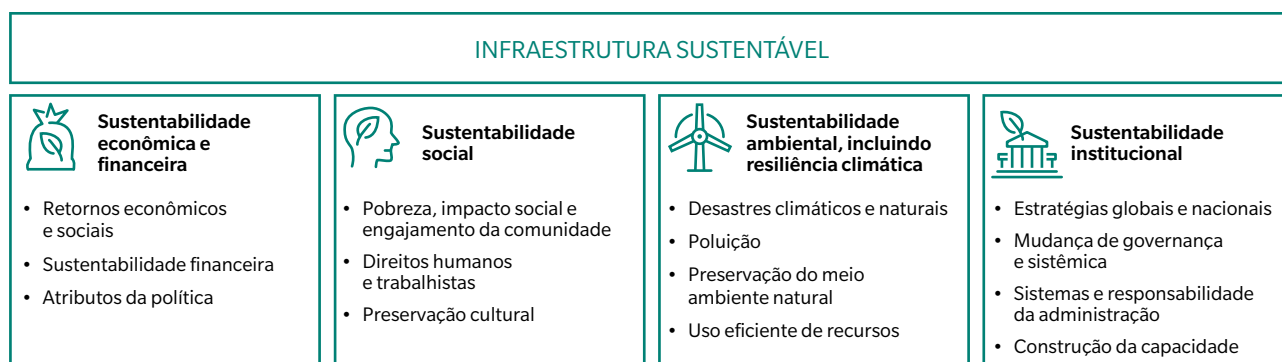 INFRAESTRUTURA SUSTENTÁVEL
Sustentabilidade
econômica e
financeira
• Retornos econômicos
e sociais
• Sustentabilidade financeira
• Atributos da política
Sustentabilidade
social
• Pobreza, impacto social e
engajamento da comunidade
• Direitos humanos
e trabalhistas
• Preservação cultural
Sustentabilidade
ambiental, incluindo
resiliência climática
• Desastres climáticos e naturais
• Poluição
• Preservação do meio
ambiente natural
• Uso eficiente de recursos
Sustentabilidade
institucional
• Estratégias globais e nacionais
• Mudança de governança
e sistêmica
• Sistemas e responsabilidade
da administração
• Construção da capacidade